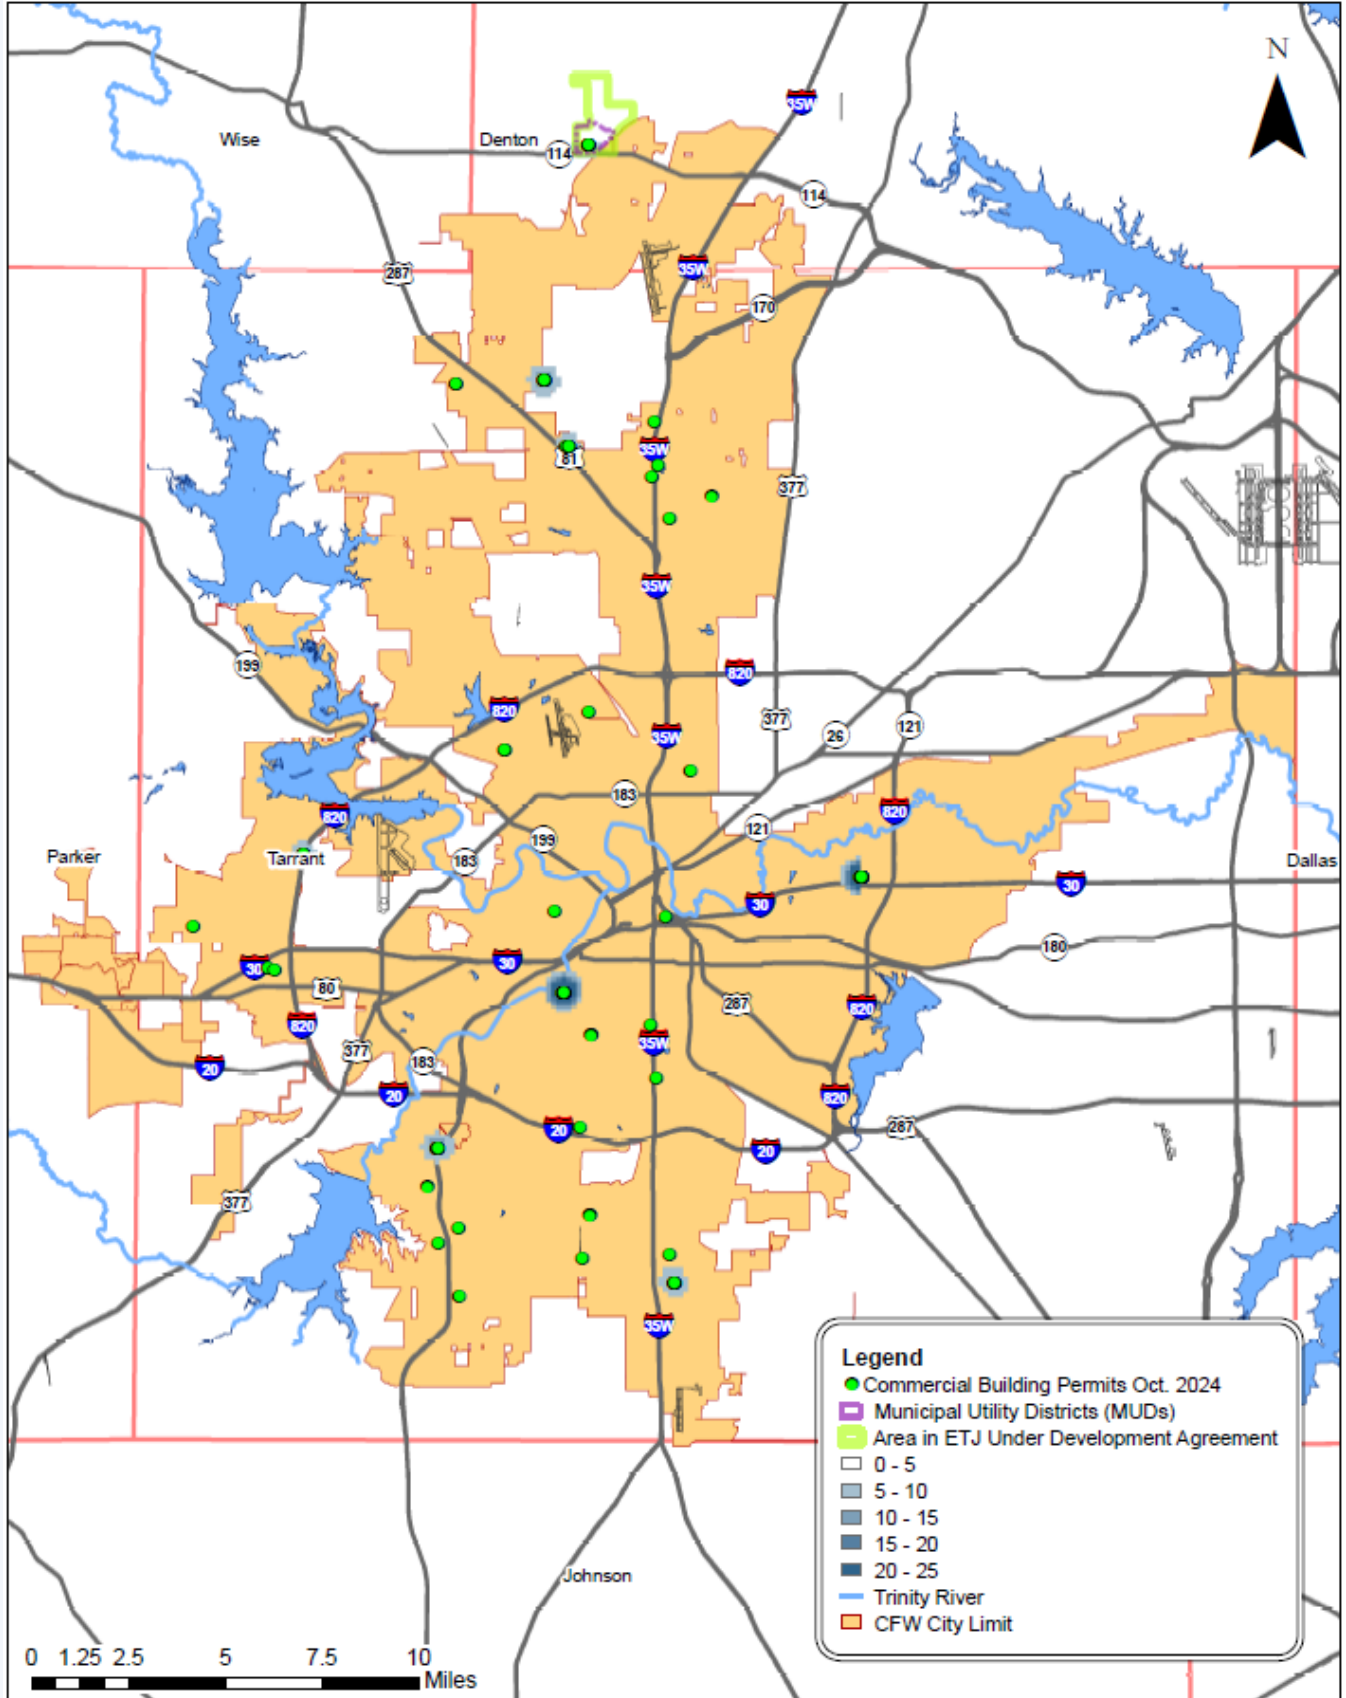 N
35W
Wise
Denton
114
114
287
35W
170
35W
81
377
35W
199
820
820
377
26
121
35W
183
820
820
121
199
183
Parker
Tarrant
Dallas
30
30
180
30
30
80
287
820
820
35W
377
183
20
20
820
287
20
20
377
35W
Legend
Commercial Building Permits Oct. 2024
Municipal Utility Districts (MUDs)
Area in ETJ Under Development Agreement
0 - 5
5 - 10
10 - 15
15 - 20
20 - 25
Trinity River
CFW City Limit
Johnson
0 1.25 2.5 5 7.5 10
Miles